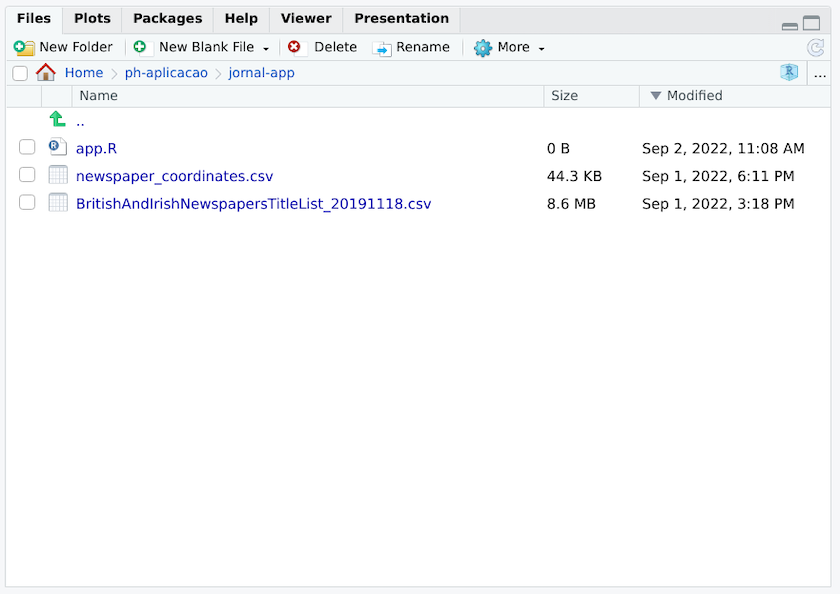 Files Plots Packages Help Viewer Presentation
New Folder New Blank File Delete Rename More
Home ph-aplicacao jornal-app R ...
Name Size Modified
..
R app.R 0 B Sep 2, 2022, 11:08 AM
newspaper_coordinates.csv 44.3 KB Sep 1, 2022, 6:11 PM
BritishAndIrishNewspapersTitleList_20191118.csv 8.6 MB Sep 1, 2022, 3:18 PM